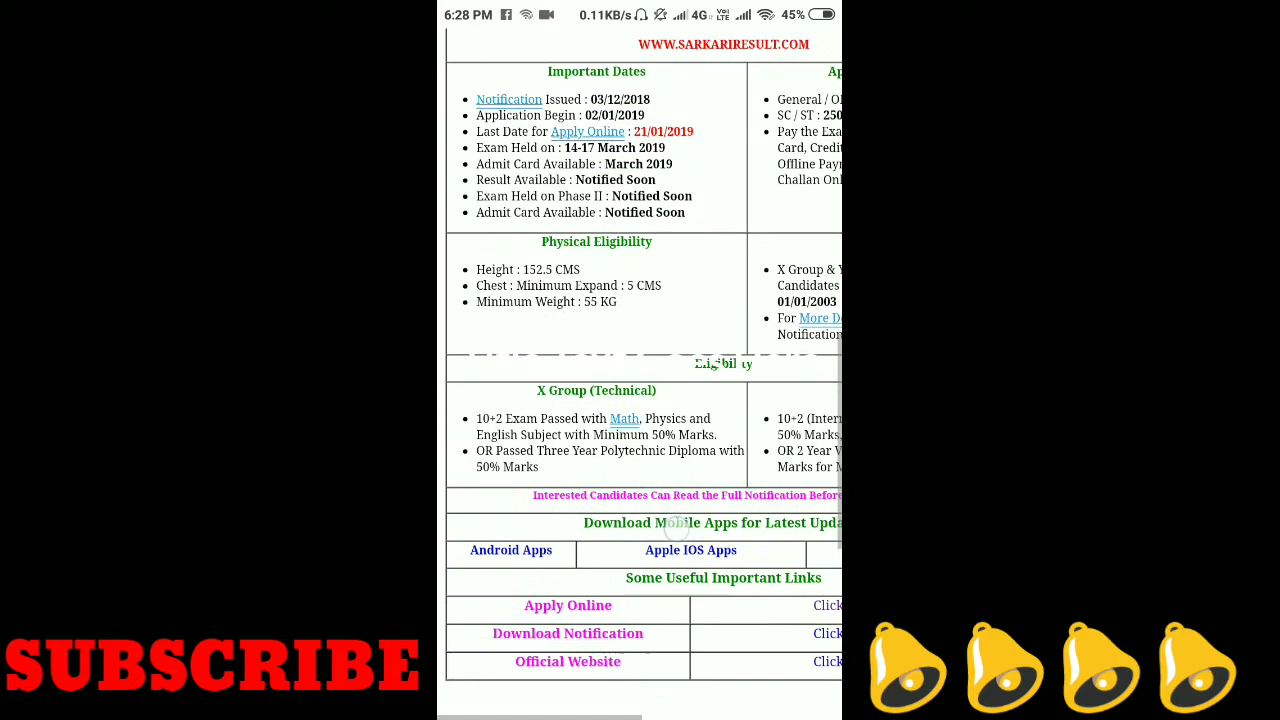 6:28 PM 0.11KB/s 4G Vo) LTE 45%
WWW.SARKARIRESULT.COM
Important Dates
Notification Issued : 03/12/2018
Application Begin : 02/01/2019
Last Date for Apply Online : 21/01/2019
Exam Held on : 14-17 March 2019
Admit Card Available : March 2019
Result Available : Notified Soon
Exam Held on Phase II : Notified Soon
Admit Card Available : Notified Soon
General /
SC / ST : 250
Pay the Exa
Card, Credit
Offline Pay
Challan Onl
Physical Eligibility
Height : 152.5 CMS
Chest : Minimum Expand : 5 CMS
Minimum Weight : 55 KG
X Group &
Candidates
01/01/2003
For More De
Notification
Eligibility
X Group (Technical)
10+2 Exam Passed with Math, Physics and
English Subject with Minimum 50% Marks.
OR Passed Three Year Polytechnic Diploma with
50% Marks
10+2 (Inter
50% Marks,
OR 2 Year V
Marks for M
Interested Candidates Can Read the Full Notification Before
Download Mobile Apps for Latest Upda
Android Apps Apple IOS Apps
Some Useful Important Links
Apply Online Click
Download Notification Click
Official Website Click
SUBSCRIBE